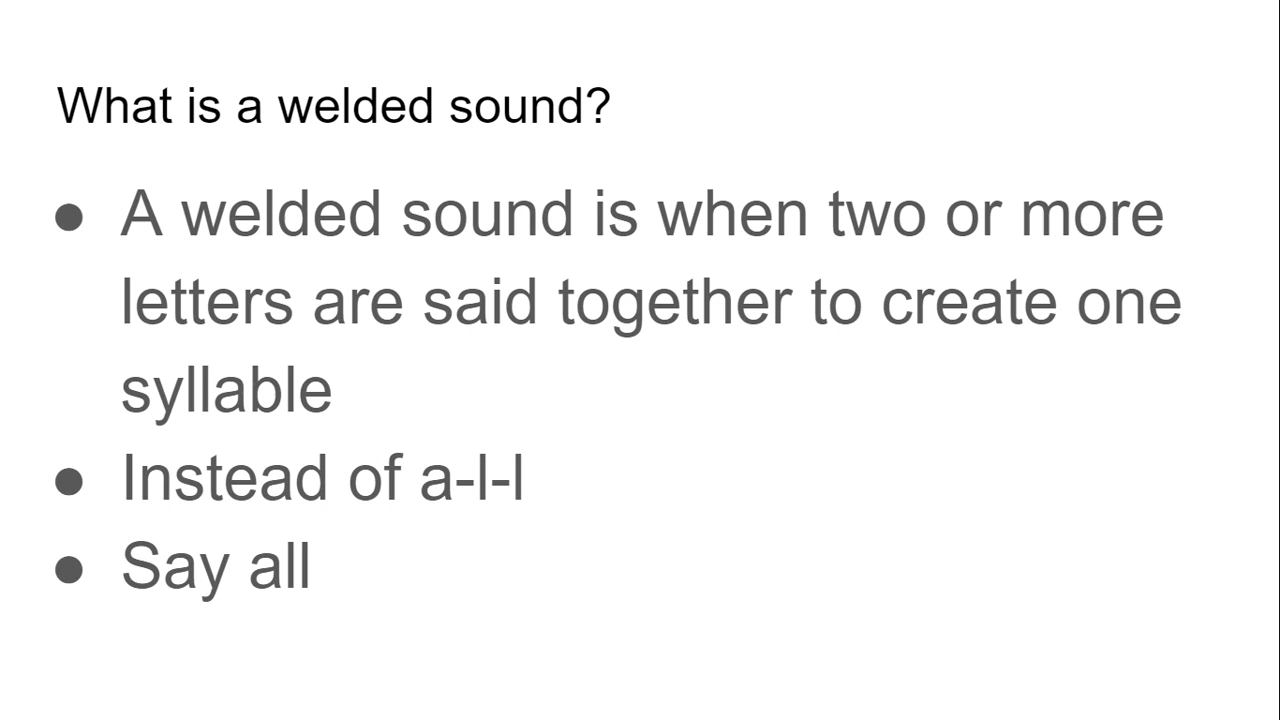 What is a welded sound?
● A welded sound is when two or more
letters are said together to create one
syllable
● Instead of a-l-l
● Say all